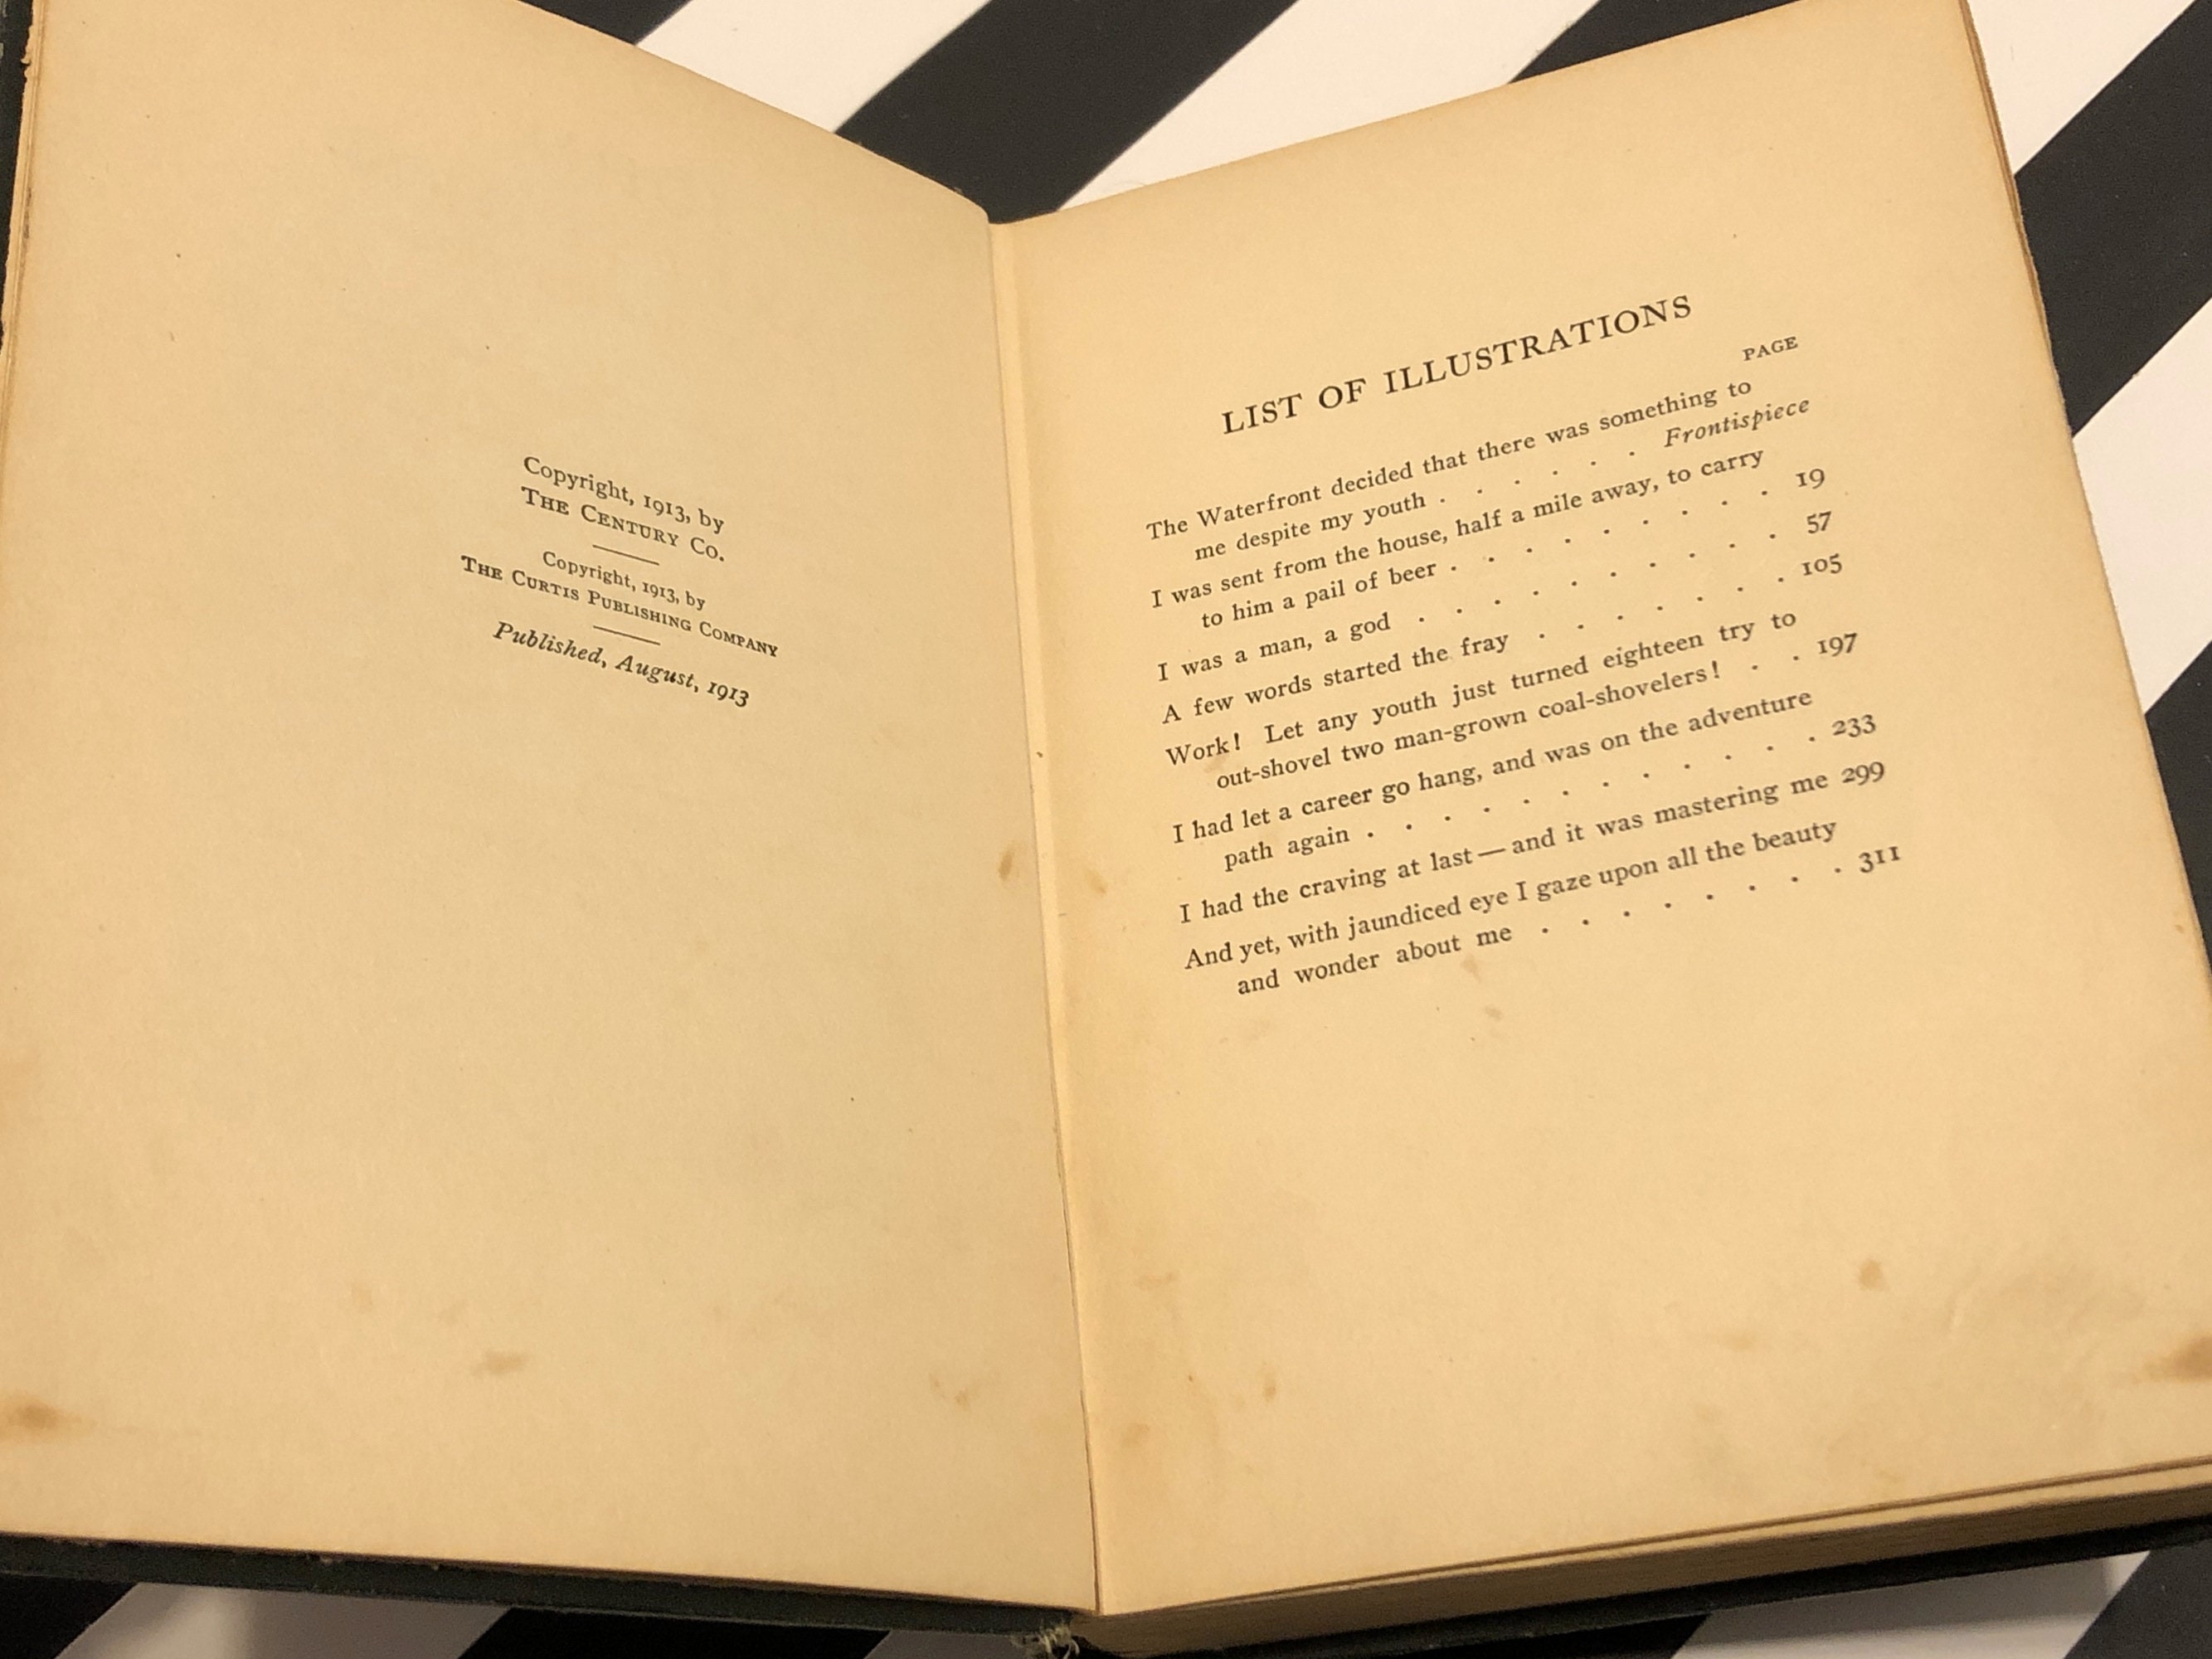 Copyright, 1913, by
THE CENTURY CO.
Copyright, 1913, by
THE CURTIS PUBLISHING COMPANY
Published, August, 1913
LIST OF ILLUSTRATIONS
PAGE
The Waterfront decided that there was something to
me despite my youth . . . . . . Frontispiece
I was sent from the house, half a mile away, to carry
to him a pail of beer . . . . . . . . . 19
I was a man, a god . . . . . . . . . . 57
A few words started the fray . . . . . . . 105
Work! Let any youth just turned eighteen try to
out-shovel two man-grown coal-shovelers! . . 197
I had let a career go hang, and was on the adventure
path again . . . . . . . . . . . . 233
I had the craving at last—and it was mastering me 299
And yet, with jaundiced eye I gaze upon all the beauty
and wonder about me . . . . . . . . 311